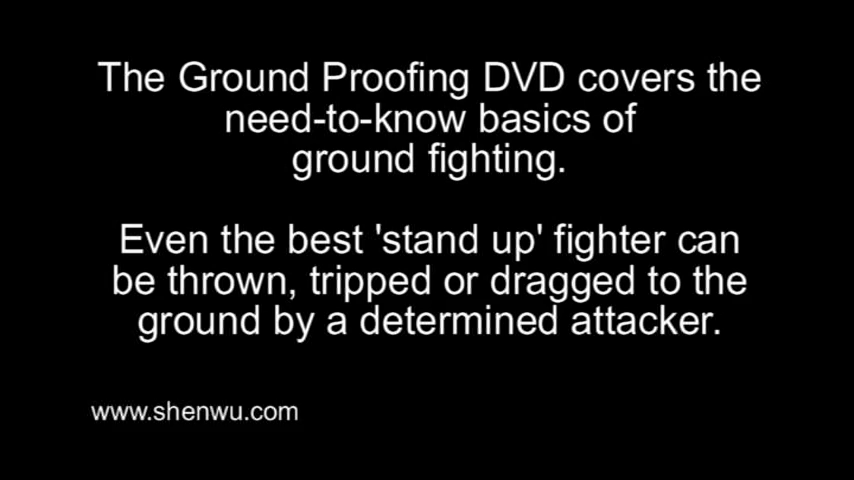 The Ground Proofing DVD covers the
need-to-know basics of
ground fighting.
Even the best 'stand up' fighter can
be thrown, tripped or dragged to the
ground by a determined attacker.
www.shenwu.com